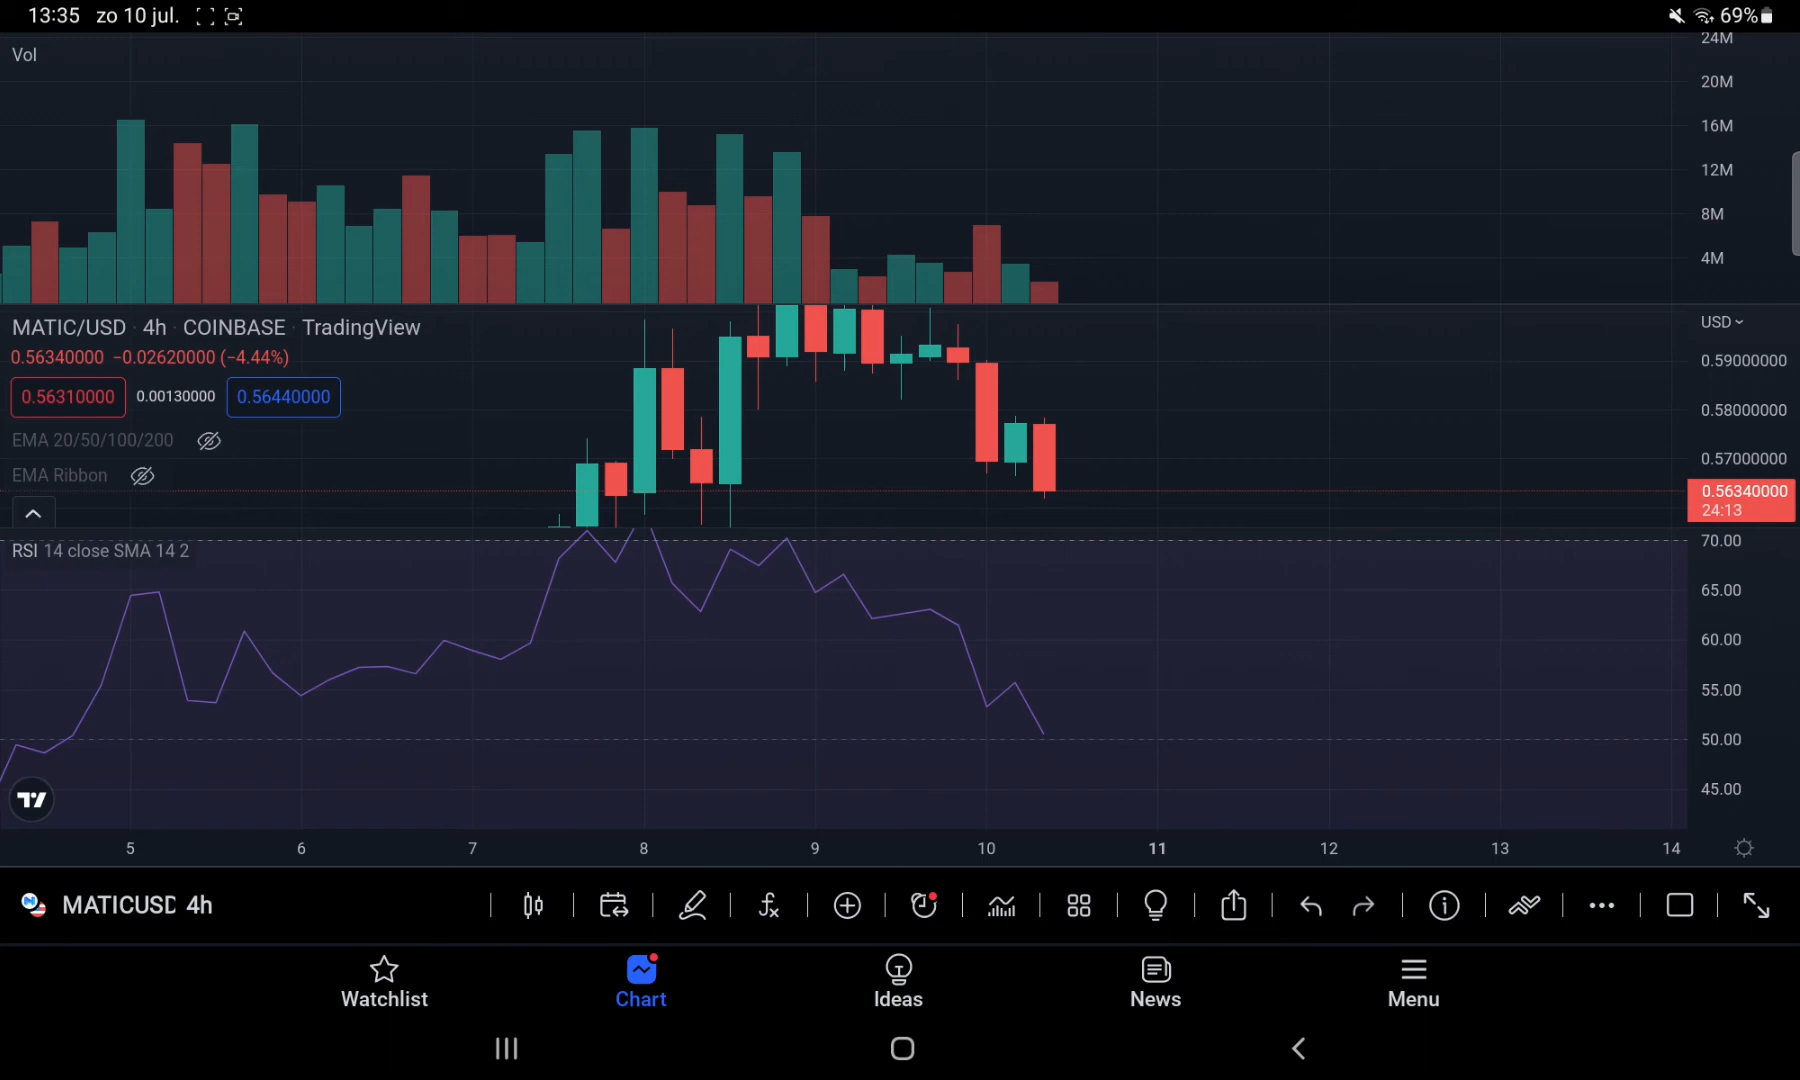 13:35 zo 10 jul. 69%
Vol
24M
20M
16M
12M
8M
4M
MATIC/USD · 4h · COINBASE · TradingView
0.56340000 −0.02620000 (−4.44%)
0.56310000 0.00130000 0.56440000
EMA 20/50/100/200
EMA Ribbon
USD
0.59000000
0.58000000
0.57000000
0.56340000
24:13
RSI 14 close SMA 14 2
70.00
65.00
60.00
55.00
50.00
45.00
5 6 7 8 9 10 11 12 13 14
MATICUSD 4h
Watchlist Chart Ideas News Menu